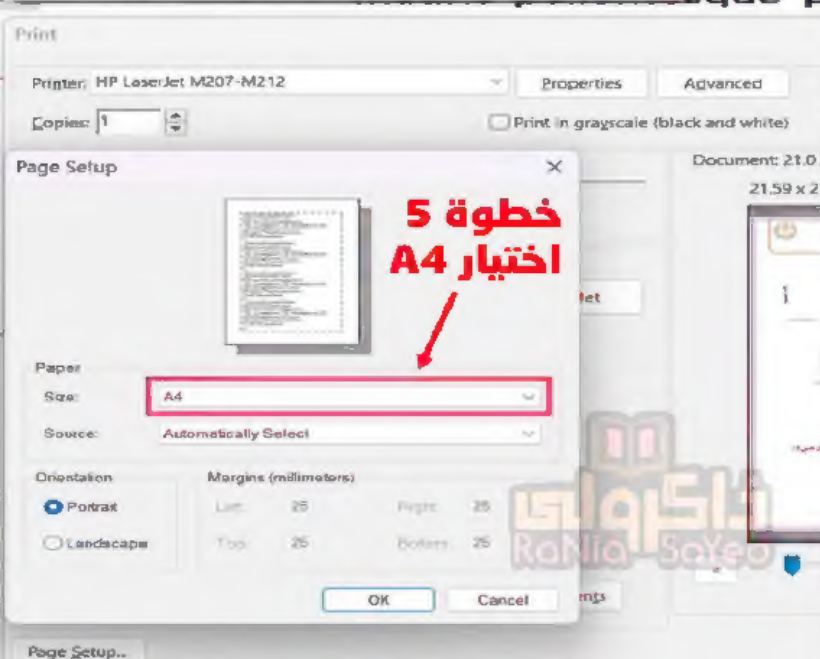 Print
Printer: HP LaserJet M207-M212
Properties
Advanced
Copies: 1
Print in grayscale (black and white)
Page Setup
Document: 21.0
21.59 x 2
خطوة 5
اختيار A4
Paper
Size: A4
Source: Automatically Select
Orientation
Portrait
Landscape
Margins (millimeters)
Left: 25
Right: 25
Top: 25
Bottom: 25
OK
Cancel
ذاكرولي
RaNia SaYed
Page Setup...